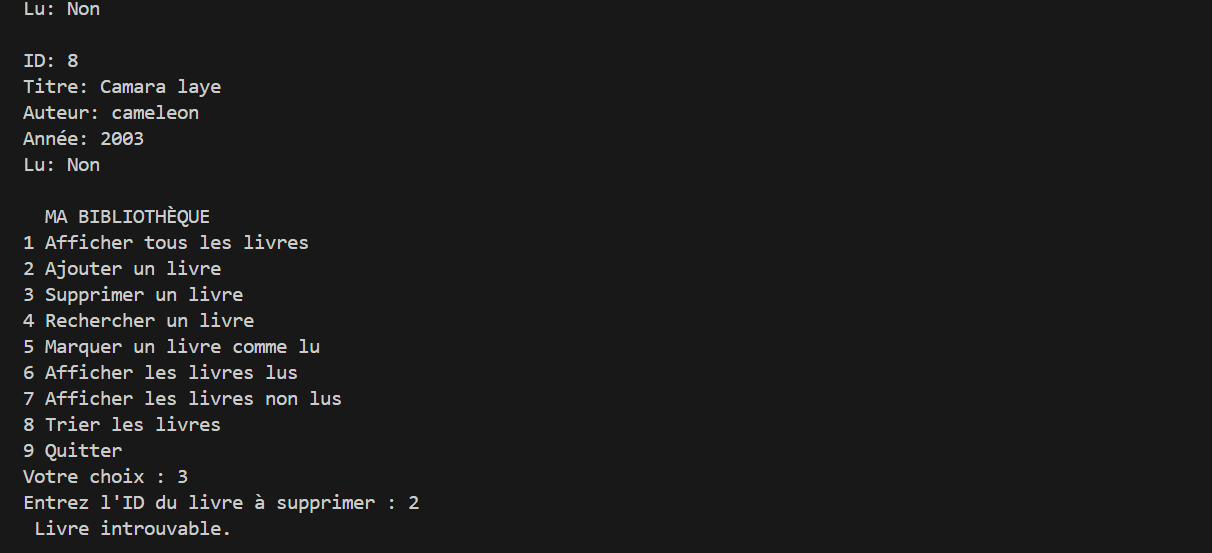 Lu: Non
ID: 8
Titre: Camara laye
Auteur: cameleon
Année: 2003
Lu: Non
MA BIBLIOTHÈQUE
1 Afficher tous les livres
2 Ajouter un livre
3 Supprimer un livre
4 Rechercher un livre
5 Marquer un livre comme lu
6 Afficher les livres lus
7 Afficher les livres non lus
8 Trier les livres
9 Quitter
Votre choix : 3
Entrez l'ID du livre à supprimer : 2
Livre introuvable.